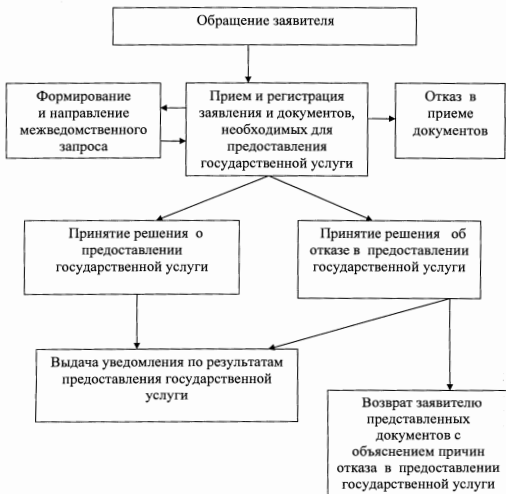 Обращение заявителя
Формирование
и направление
межведомственного
запроса
Прием и регистрация
заявления и документов,
необходимых для
предоставления
государственной услуги
Отказ в
приеме
документов
Принятие решения о
предоставлении
государственной услуги
Принятие решения об
отказе в предоставлении
государственной услуги
Выдача уведомления по результатам
предоставления государственной
услуги
Возврат заявителю
представленных
документов с
объяснением причин
отказа в предоставлении
государственной услуги